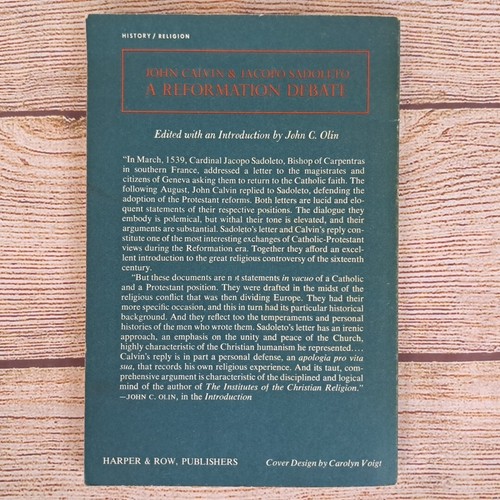 HISTORY / RELIGION
JOHN CALVIN & JACOPO SADOLETO
A REFORMATION DEBATE
Edited with an Introduction by John C. Olin
"In March, 1539, Cardinal Jacopo Sadoleto, Bishop of Carpentras
in southern France, addressed a letter to the magistrates and
citizens of Geneva asking them to return to the Catholic faith. The
following August, John Calvin replied to Sadoleto, defending the
adoption of the Protestant reforms. Both letters are lucid and elo-
quent statements of their respective positions. The dialogue they
embody is polemical, but withal their tone is elevated, and their
arguments are substantial. Sadoleto's letter and Calvin's reply con-
stitute one of the most interesting exchanges of Catholic-Protestant
views during the Reformation era. Together they afford an excel-
lent introduction to the great religious controversy of the sixteenth
century.
"But these documents are not statements in vacuo of a Catholic
and a Protestant position. They were drafted in the midst of the
religious conflict that was then dividing Europe. They had their
more specific occasion, and this in turn had its particular historical
background. And they reflect too the temperaments and personal
histories of the men who wrote them. Sadoleto's letter has an irenic
approach, an emphasis on the unity and peace of the Church,
highly characteristic of the Christian humanism he represented....
Calvin's reply is in part a personal defense, an apologia pro vita
sua, that records his own religious experience. And its taut, com-
prehensive argument is characteristic of the disciplined and logical
mind of the author of The Institutes of the Christian Religion."
—JOHN C. OLIN, in the Introduction
HARPER & ROW, PUBLISHERS
Cover Design by Carolyn Voigt